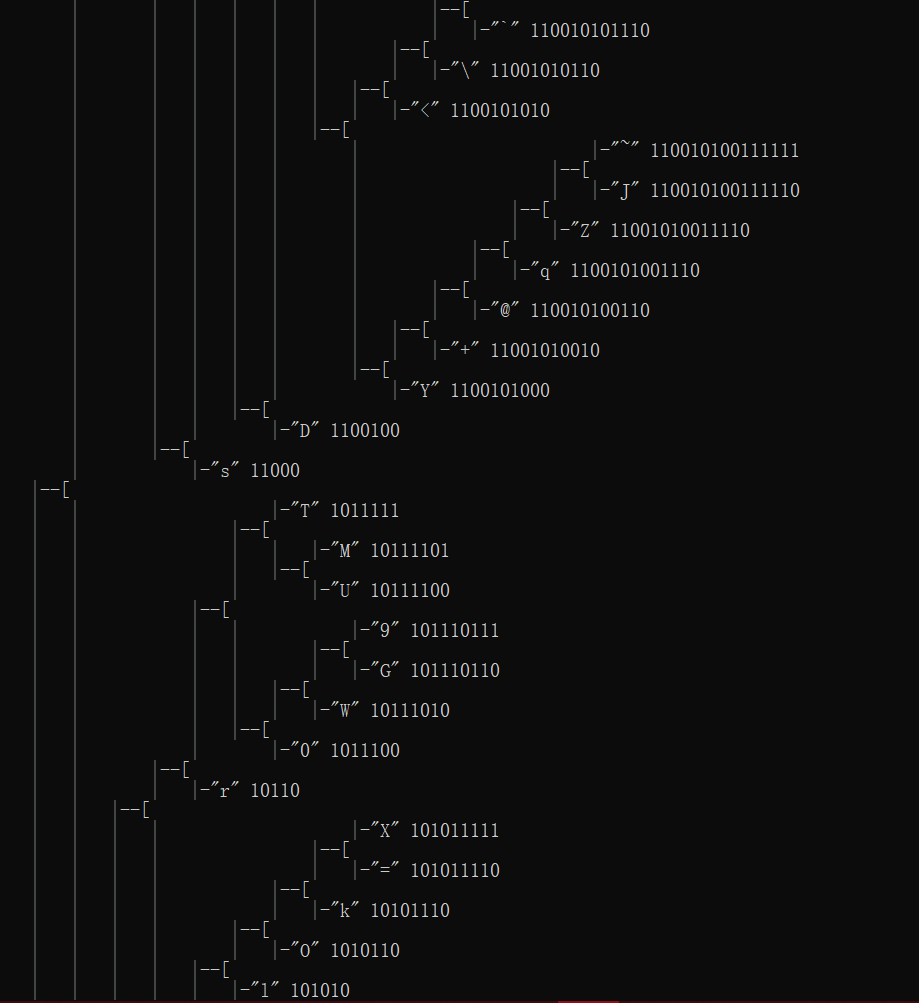 |--[
|-"`" 110010101110
|--[
|-"\" 11001010110
|--[
|-"<" 1100101010
|--[
|-"~" 110010100111111
|--[
|-"J" 110010100111110
|--[
|-"Z" 11001010011110
|--[
|-"q" 1100101001110
|--[
|-"@" 110010100110
|--[
|-"+" 11001010010
|--[
|-"Y" 1100101000
|--[
|-"D" 1100100
|--[
|-"s" 11000
|--[
|-"T" 1011111
|--[
|-"M" 10111101
|--[
|-"U" 10111100
|--[
|-"9" 101110111
|--[
|-"G" 101110110
|--[
|-"W" 10111010
|--[
|-"0" 1011100
|--[
|-"r" 10110
|--[
|-"X" 101011111
|--[
|-"=" 101011110
|--[
|-"k" 10101110
|--[
|-"O" 1010110
|--[
|-"l" 101010